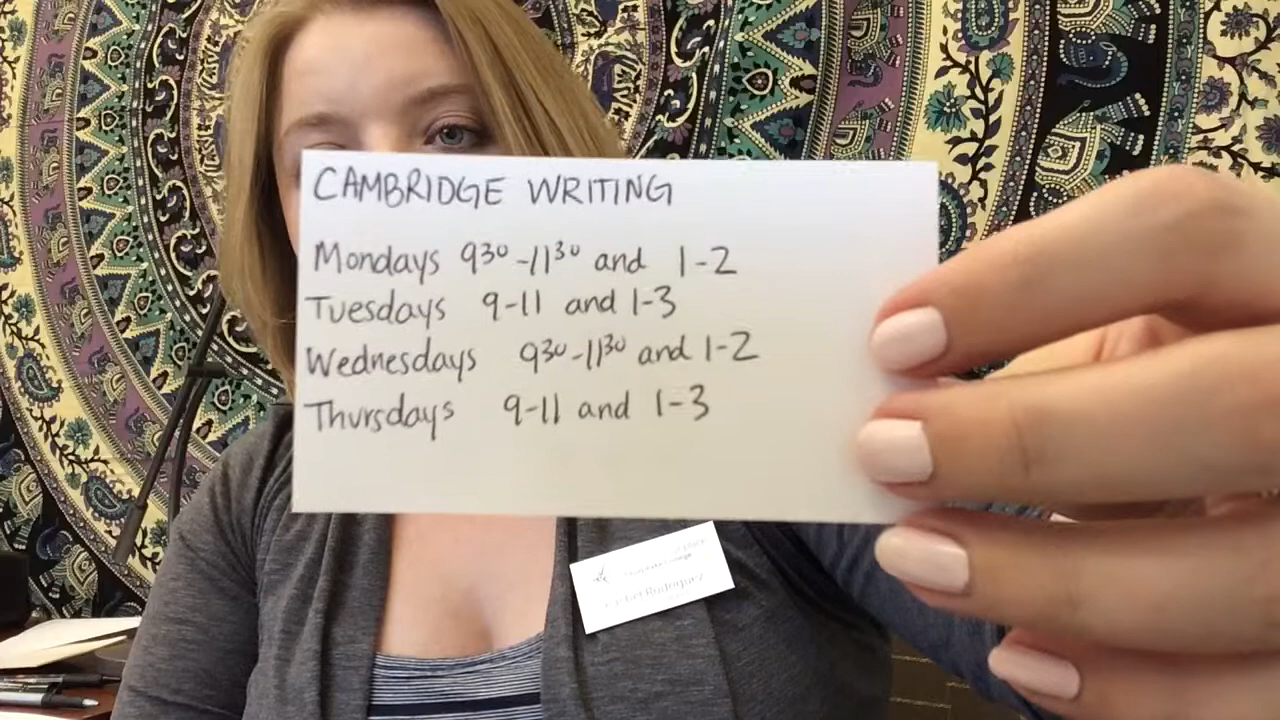 CAMBRIDGE WRITING
Mondays 9³⁰-11³⁰ and 1-2
Tuesdays 9-11 and 1-3
Wednesdays 9³⁰-11³⁰ and 1-2
Thursdays 9-11 and 1-3